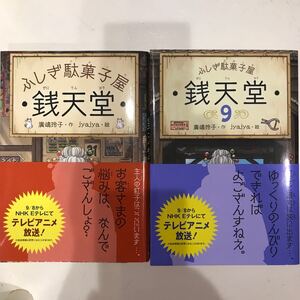 ふしぎ駄菓子屋
銭天堂
廣嶋玲子・作 jyajya・絵
お客さまの
悩みは、なんで
ござんしょ?
9/8から
NHK Eテレにて
テレビアニメ
放送!
ふしぎ駄菓子屋
銭天堂
9
廣嶋玲子・作 jyajya・絵
ゆっくりのんびり
できれば
よござんすねえ。
9/8から
NHK Eテレにて
テレビアニメ
放送!